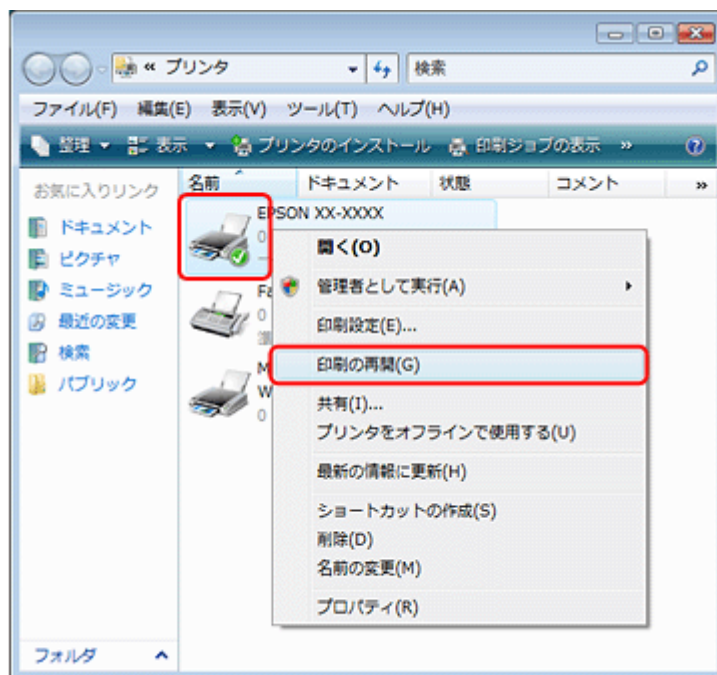 « プリンタ
検索
ファイル(F) 編集(E) 表示(V) ツール(T) ヘルプ(H)
整理 表示 プリンタのインストール 印刷ジョブの表示 »
お気に入りリンク
ドキュメント
ピクチャ
ミュージック
最近の変更
検索
パブリック
フォルダ
名前 ドキュメント 状態 コメント »
EPSON XX-XXXX
0
Fa
0
M
W
0
開く(O)
管理者として実行(A)
印刷設定(E)...
印刷の再開(G)
共有(I)...
プリンタをオフラインで使用する(U)
最新の情報に更新(H)
ショートカットの作成(S)
削除(D)
名前の変更(M)
プロパティ(R)